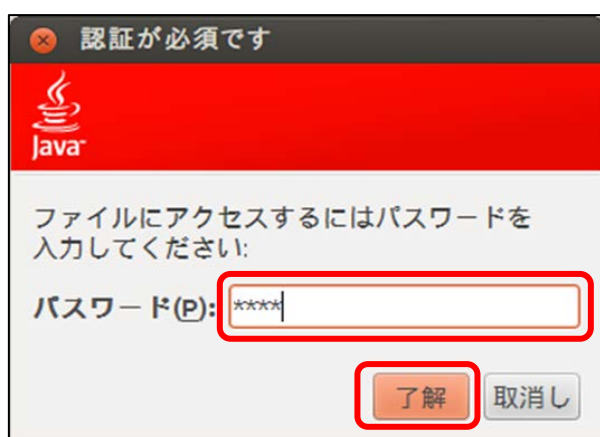 認証が必須です
Java
ファイルにアクセスするにはパスワードを
入力してください:
パスワード(P): ****
了解 取消し